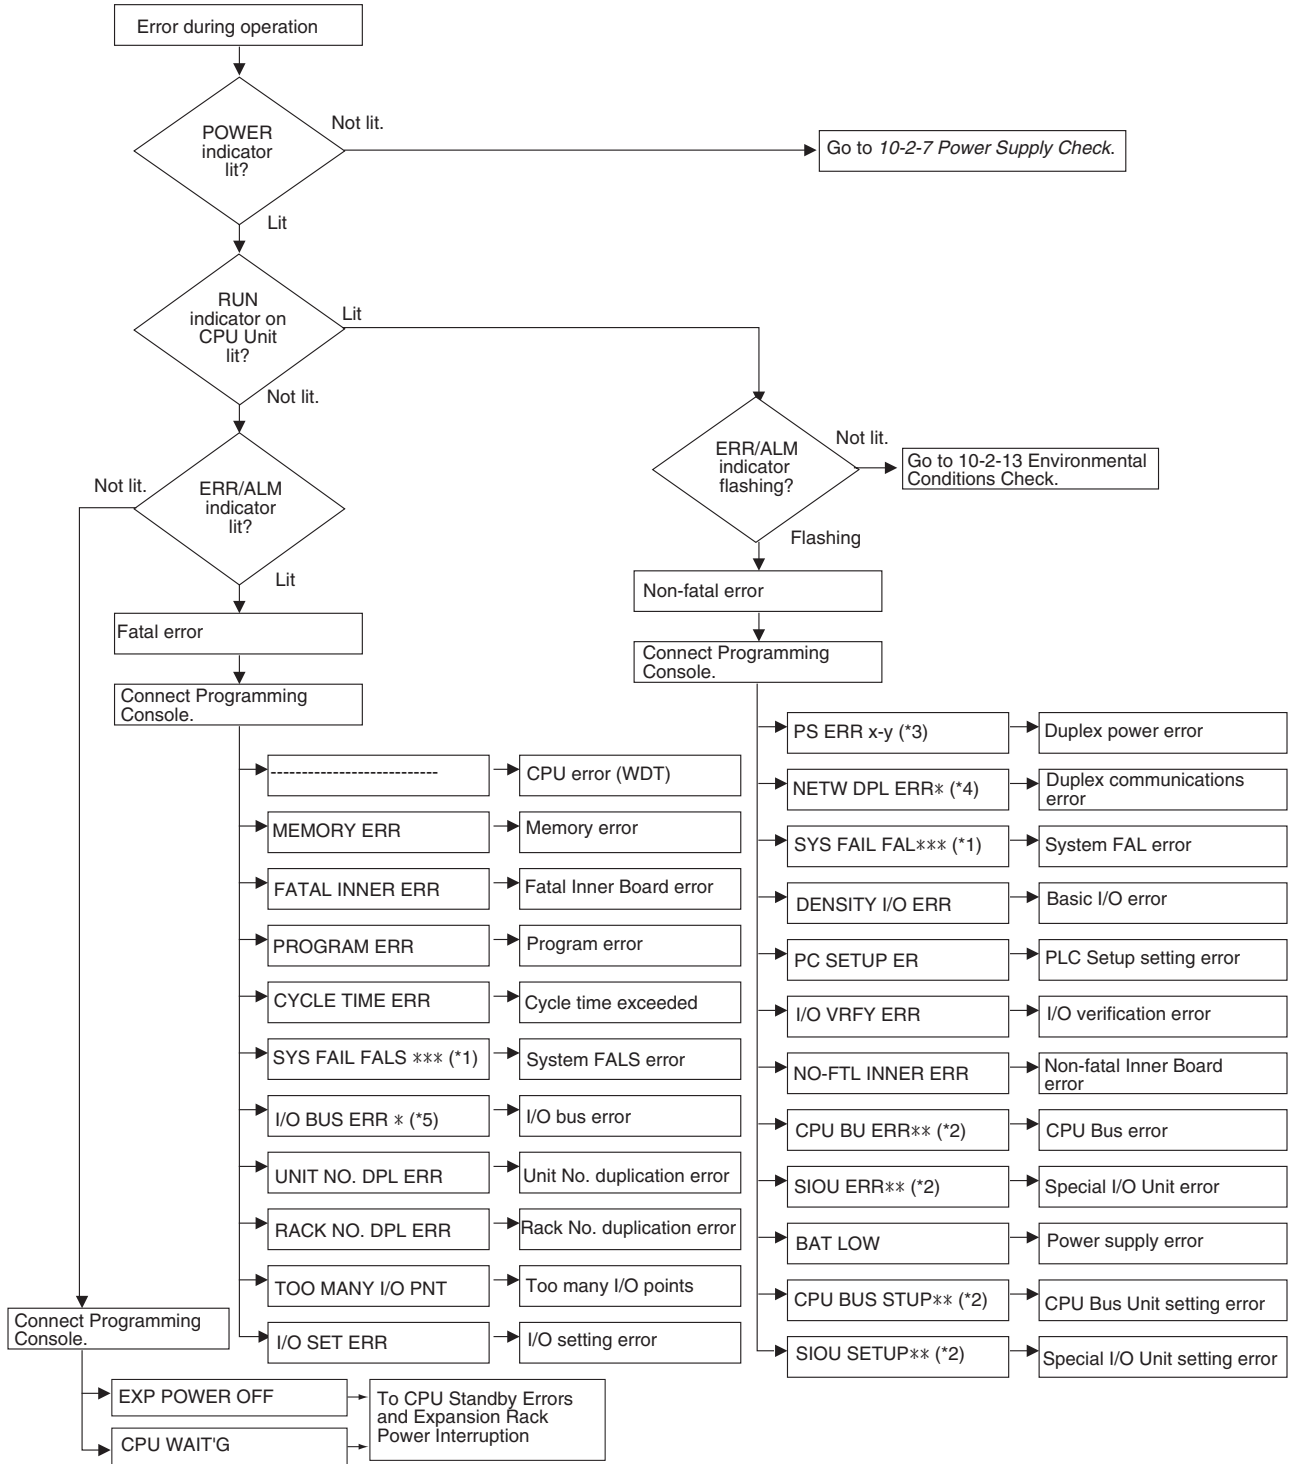 Error during operation
POWER
indicator
lit?
Not lit.
Go to 10-2-7 Power Supply Check.
Lit
RUN
indicator on
CPU Unit
lit?
Lit
Not lit.
ERR/ALM
indicator
flashing?
Not lit.
Go to 10-2-13 Environmental
Conditions Check.
Flashing
Not lit.
ERR/ALM
indicator
lit?
Lit
Non-fatal error
Fatal error
Connect Programming
Console.
Connect Programming
Console.
PS ERR x-y (*3)
Duplex power error
NETW DPL ERR* (*4)
Duplex communications
error
SYS FAIL FAL*** (*1)
System FAL error
DENSITY I/O ERR
Basic I/O error
PC SETUP ER
PLC Setup setting error
I/O VRFY ERR
I/O verification error
NO-FTL INNER ERR
Non-fatal Inner Board
error
CPU BU ERR** (*2)
CPU Bus error
SIOU ERR** (*2)
Special I/O Unit error
BAT LOW
Power supply error
CPU BUS STUP** (*2)
CPU Bus Unit setting error
SIOU SETUP** (*2)
Special I/O Unit setting error
---------------------------
CPU error (WDT)
MEMORY ERR
Memory error
FATAL INNER ERR
Fatal Inner Board error
PROGRAM ERR
Program error
CYCLE TIME ERR
Cycle time exceeded
SYS FAIL FALS *** (*1)
System FALS error
I/O BUS ERR * (*5)
I/O bus error
UNIT NO. DPL ERR
Unit No. duplication error
RACK NO. DPL ERR
Rack No. duplication error
TOO MANY I/O PNT
Too many I/O points
I/O SET ERR
I/O setting error
Connect Programming
Console.
EXP POWER OFF
CPU WAIT'G
To CPU Standby Errors
and Expansion Rack
Power Interruption